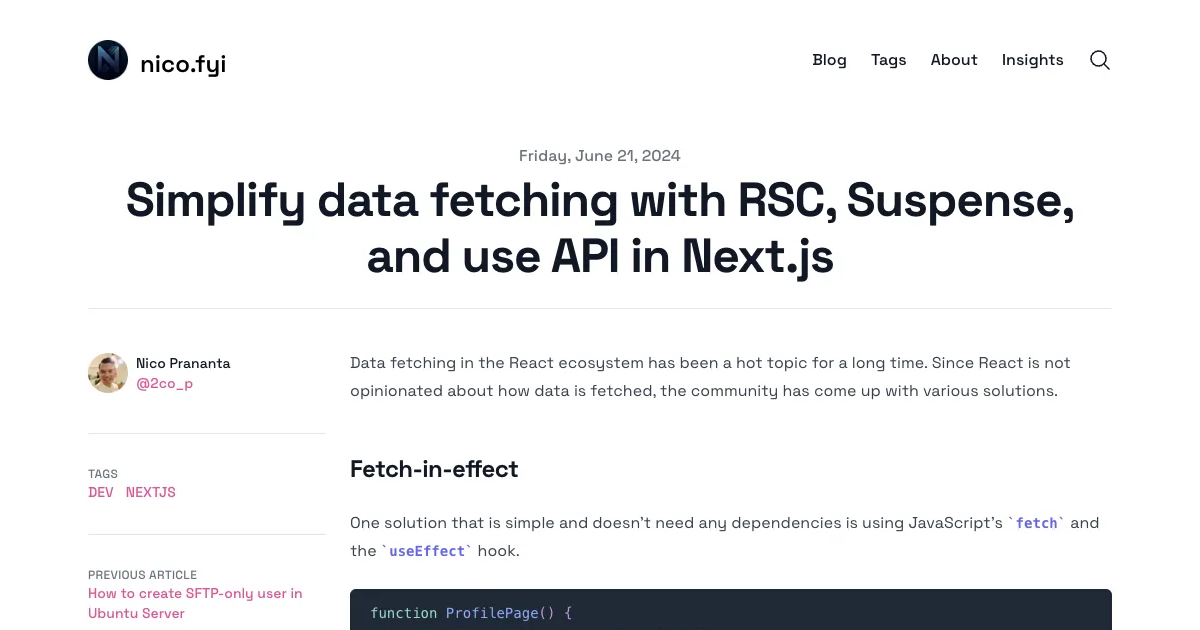 nico.fyi
Blog Tags About Insights
Friday, June 21, 2024
Simplify data fetching with RSC, Suspense,
and use API in Next.js
Nico Prananta
@2co_p
TAGS
DEV NEXTJS
PREVIOUS ARTICLE
How to create SFTP-only user in
Ubuntu Server
Data fetching in the React ecosystem has been a hot topic for a long time. Since React is not
opinionated about how data is fetched, the community has come up with various solutions.
Fetch-in-effect
One solution that is simple and doesn't need any dependencies is using JavaScript's `fetch` and
the `useEffect` hook.
function ProfilePage() {